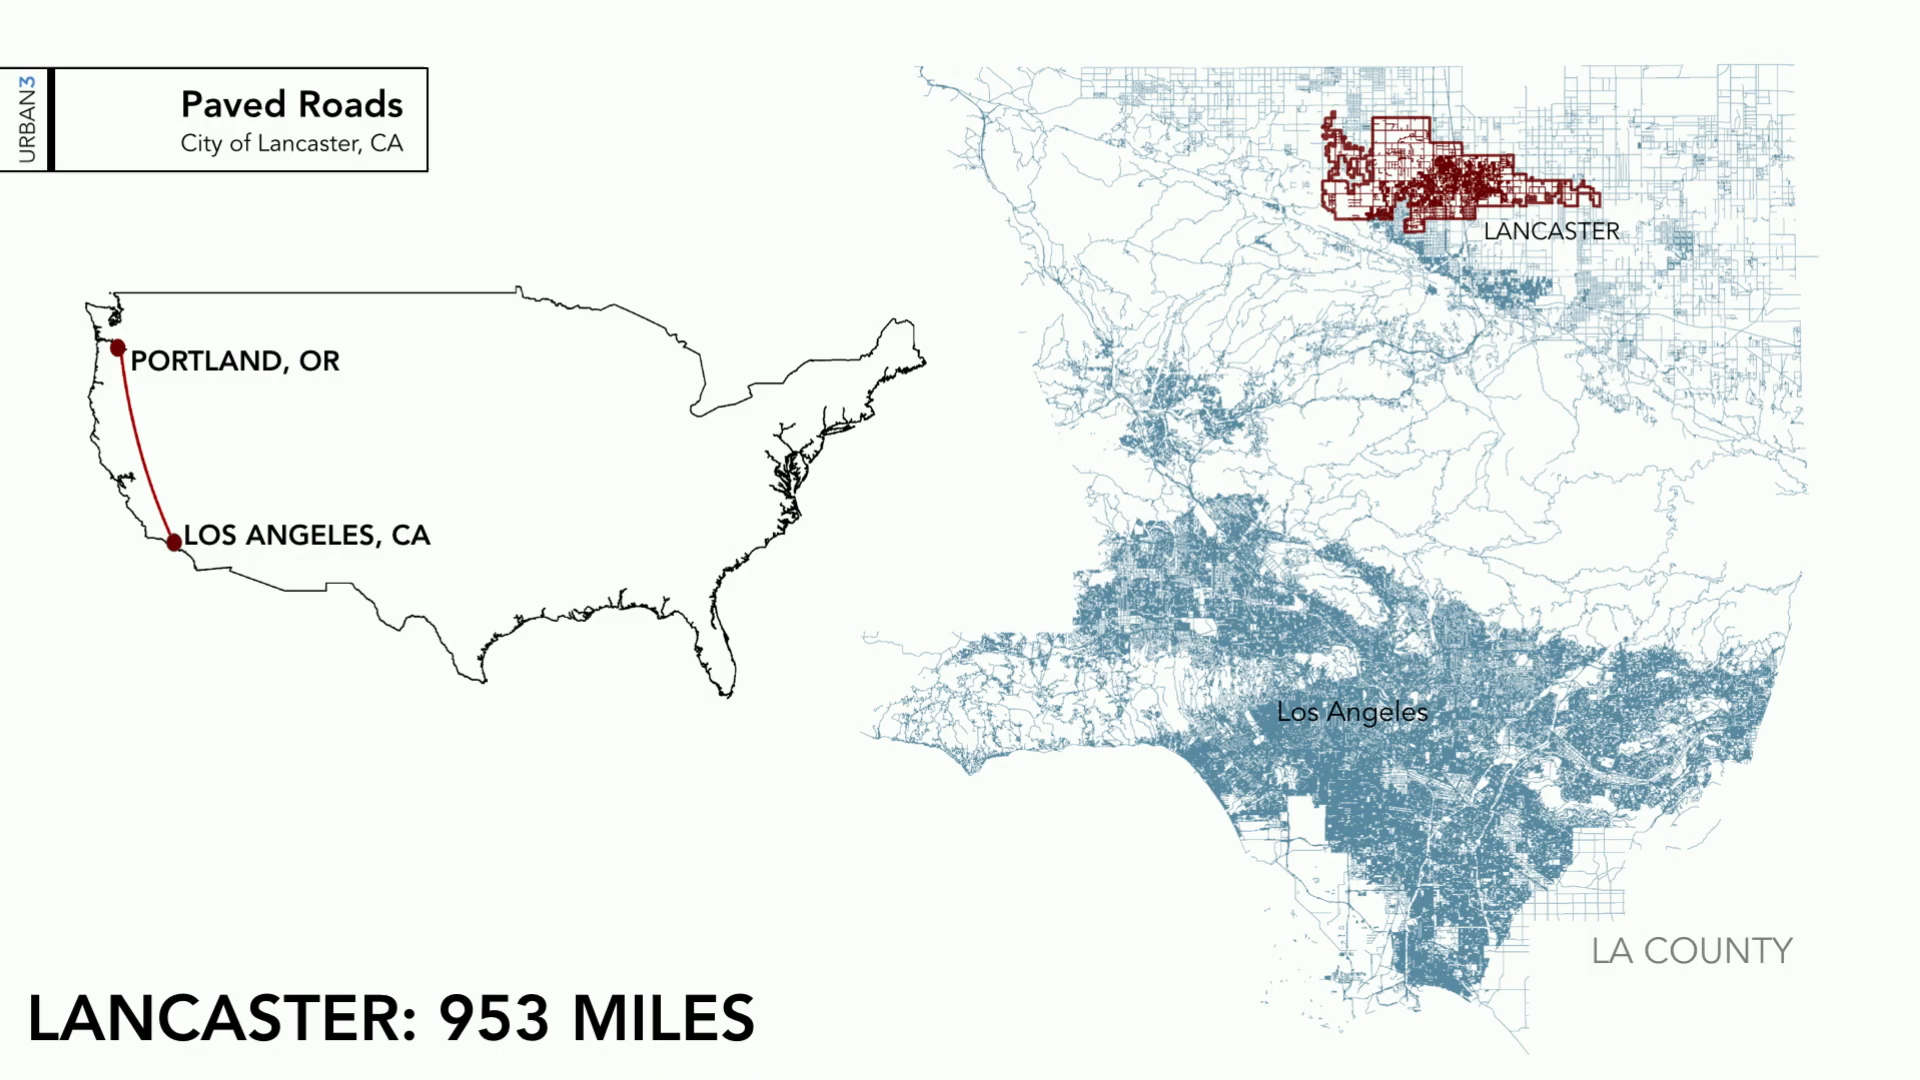 URBAN3
Paved Roads
City of Lancaster, CA
LANCASTER
PORTLAND, OR
LOS ANGELES, CA
Los Angeles
LA COUNTY
LANCASTER: 953 MILES